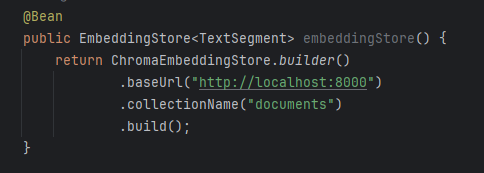 @Bean
public EmbeddingStore<TextSegment> embeddingStore() {
    return ChromaEmbeddingStore.builder()
            .baseUrl("http://localhost:8000")
            .collectionName("documents")
            .build();
}